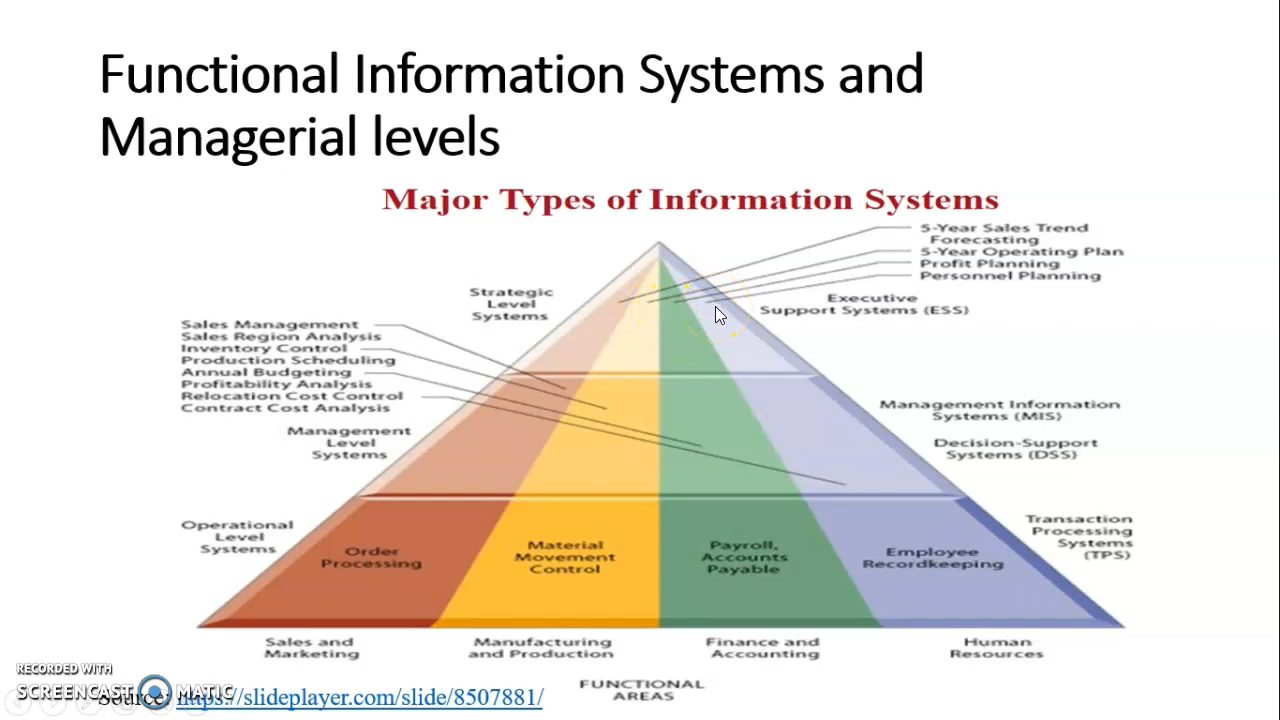 Functional Information Systems and
Managerial levels
Major Types of Information Systems
5-Year Sales Trend
Forecasting
5-Year Operating Plan
Profit Planning
Personnel Planning
Strategic
Level
Systems
Executive
Support Systems (ESS)
Sales Management
Sales Region Analysis
Inventory Control
Production Scheduling
Annual Budgeting
Profitability Analysis
Relocation Cost Control
Contract Cost Analysis
Management
Level
Systems
Management Information
Systems (MIS)
Decision-Support
Systems (DSS)
Operational
Level
Systems
Order
Processing
Material
Movement
Control
Payroll,
Accounts
Payable
Employee
Recordkeeping
Transaction
Processing
Systems
(TPS)
Sales and
Marketing
Manufacturing
and Production
Finance and
Accounting
Human
Resources
FUNCTIONAL
AREAS
RECORDED WITH
SCREENCAST MATIC
Source: https://slideplayer.com/slide/8507881/